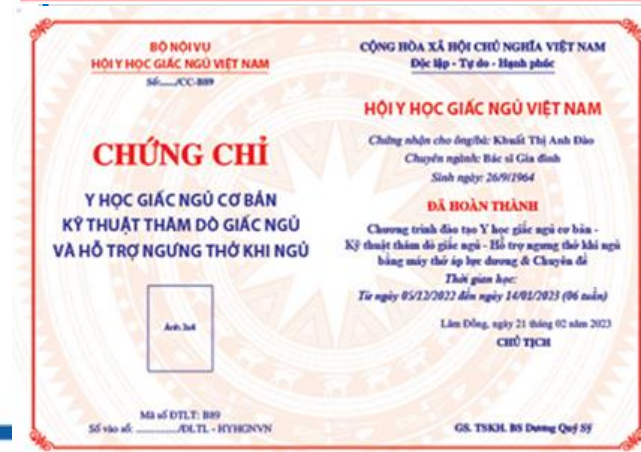 BỘ NỘI VỤ
HỘI Y HỌC GIẤC NGỦ VIỆT NAM
Số:....../CC-B89
CHỨNG CHỈ
Y HỌC GIẤC NGỦ CƠ BẢN
KỸ THUẬT THĂM DÒ GIẤC NGỦ
VÀ HỖ TRỢ NGƯNG THỞ KHI NGỦ
Ảnh 3x4
Mã số ĐTLT: B89
Số vào sổ: ............/ĐLTL - HYHGNVN
CỘNG HÒA XÃ HỘI CHỦ NGHĨA VIỆT NAM
Độc lập - Tự do - Hạnh phúc
HỘI Y HỌC GIẤC NGỦ VIỆT NAM
Chứng nhận cho ông/bà: Khuất Thị Anh Đào
Chuyên ngành: Bác sĩ Gia đình
Sinh ngày: 26/9/1964
ĐÃ HOÀN THÀNH
Chương trình đào tạo Y học giấc ngủ cơ bản -
Kỹ thuật thăm dò giấc ngủ - Hỗ trợ ngưng thở khi ngủ
bằng máy thở áp lực dương & Chuyên đề
Thời gian học:
Từ ngày 05/12/2022 đến ngày 14/01/2023 (06 tuần)
Lâm Đồng, ngày 21 tháng 02 năm 2023
CHỦ TỊCH
GS. TSKH. BS Dương Quý Sỹ